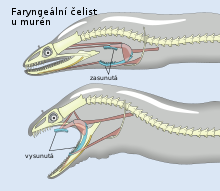 Faryngeální čelist
u murén
zasunutá
vysunutá